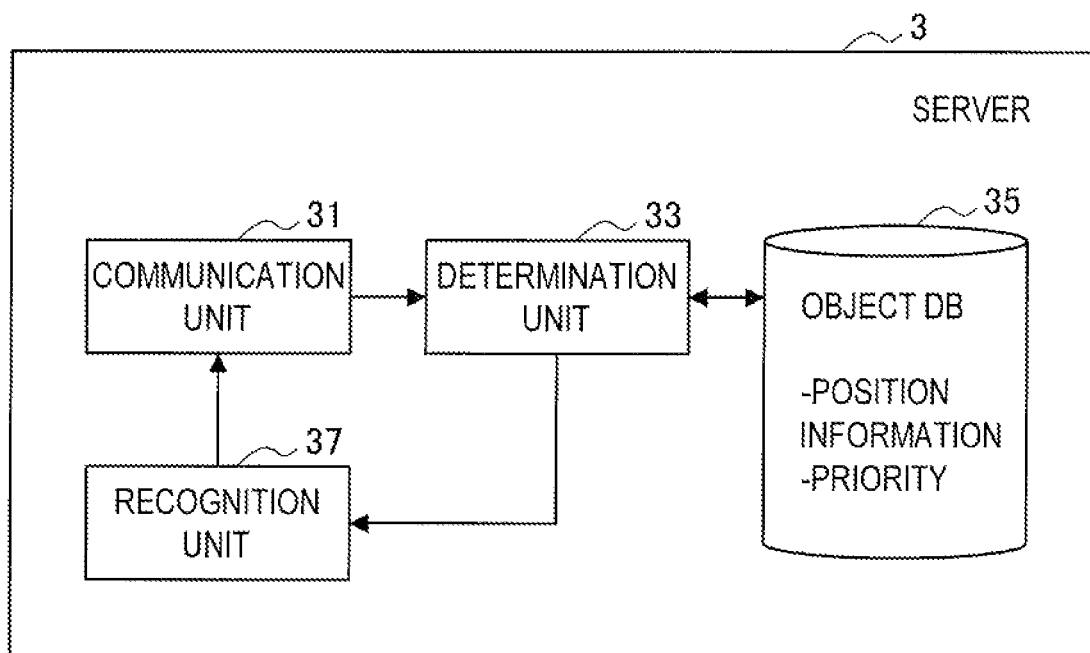 3
SERVER
31
COMMUNICATION
UNIT
33
DETERMINATION
UNIT
35
OBJECT DB
-POSITION
INFORMATION
-PRIORITY
37
RECOGNITION
UNIT